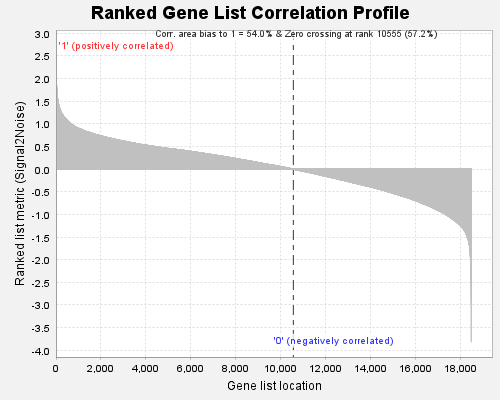 Ranked Gene List Correlation Profile
Corr. area bias to 1 = 54.0% & Zero crossing at rank 10555 (57.2%)
'1' (positively correlated)
3.0
2.5
2.0
1.5
1.0
0.5
0.0
-0.5
-1.0
-1.5
-2.0
-2.5
-3.0
-3.5
-4.0
Ranked list metric (Signal2Noise)
'0' (negatively correlated)
0 2,000 4,000 6,000 8,000 10,000 12,000 14,000 16,000 18,000
Gene list location